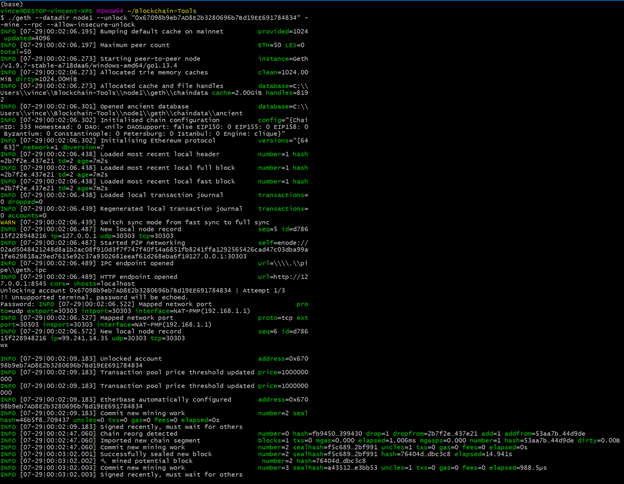 (base)
vince@DESTOP-Vincent-XPS MINGW64 ~/Blockchain-Tools
$ ./geth --datadir node1 --unlock "0x67098b9eb7AD8E2b3280696b7Bd19EE691784834" -
-mine --rpc --allow-insecure-unlock
INFO [07-29|00:02:06.195] Bumping default cache on mainnet provided=1024
updated=4096
INFO [07-29|00:02:06.197] Maximum peer count ETH=50 LES=0
total=50
INFO [07-29|00:02:06.273] Starting peer-to-peer node instance=Geth
/v1.9.7-stable-a718daa6/windows-amd64/go1.13.4
INFO [07-29|00:02:06.273] Allocated trie memory caches clean=1024.00
MiB dirty=1024.00MiB
INFO [07-29|00:02:06.273] Allocated cache and file handles database=C:\\
Users\\vince\\Blockchain-Tools\\node1\\geth\\chaindata cache=2.00GiB handles=819
2
INFO [07-29|00:02:06.301] Opened ancient database database=C:\\
Users\\vince\\Blockchain-Tools\\node1\\geth\\chaindata\\ancient
INFO [07-29|00:02:06.302] Initialised chain configuration config="{Chai
nID: 333 Homestead: 0 DAO: <nil> DAOSupport: false EIP150: 0 EIP155: 0 EIP158: 0
Byzantium: 0 Constantinople: 0 Petersburg: 0 Istanbul: 0 Engine: clique}"
INFO [07-29|00:02:06.302] Initialising Ethereum protocol versions="[64
63]" network=1 dbversion=7
INFO [07-29|00:02:06.438] Loaded most recent local header number=1 hash
=2b7f2e.437e21 td=2 age=7m2s
INFO [07-29|00:02:06.438] Loaded most recent local full block number=1 hash
=2b7f2e.437e21 td=2 age=7m2s
INFO [07-29|00:02:06.438] Loaded most recent local fast block number=1 hash
=2b7f2e.437e21 td=2 age=7m2s
INFO [07-29|00:02:06.438] Loaded local transaction journal transactions=
0 dropped=0
INFO [07-29|00:02:06.439] Regenerated local transaction journal transactions=
0 accounts=0
WARN [07-29|00:02:06.439] Switch sync mode from fast sync to full sync
INFO [07-29|00:02:06.487] New local node record seq=5 id=d786
15f228948216 ip=127.0.0.1 udp=30303 tcp=30303
INFO [07-29|00:02:06.487] Started P2P networking self=enode://
INFO [07-29|00:02:06.489] IPC endpoint opened url=\\\\.\\pi
pe\\geth.ipc
INFO [07-29|00:02:06.489] HTTP endpoint opened url=http://12
7.0.0.1:8545 cors= vhosts=localhost
Unlocking account 0x67098b9eb7AD8E2b3280696b7Bd19EE691784834 | Attempt 1/3
!! Unsupported terminal, password will be echoed.
Password: INFO [07-29|00:02:06.522] Mapped network port pro
to=udp extport=30303 intport=30303 interface=NAT-PMP(192.168.1.1)
INFO [07-29|00:02:06.527] Mapped network port proto=tcp ext
port=30303 intport=30303 interface=NAT-PMP(192.168.1.1)
INFO [07-29|00:02:06.528] New local node record seq=6 id=d786
15f228948216 ip=99.241.14.35 udp=30303 tcp=30303
wx

INFO [07-29|00:02:09.183] Unlocked account address=0x670
98b9eb7AD8E2b3280696b7Bd19EE691784834
INFO [07-29|00:02:09.183] Transaction pool price threshold updated price=1000000
000
INFO [07-29|00:02:09.183] Transaction pool price threshold updated price=1000000
000
INFO [07-29|00:02:09.183] Etherbase automatically configured address=0x670
98b9eb7AD8E2b3280696b7Bd19EE691784834
INFO [07-29|00:02:09.183] Commit new mining work number=2 seal
hash=46b5f8.709437 uncles=0 txs=0 gas=0 fees=0 elapsed=0s
INFO [07-29|00:02:09.183] Signed recently, must wait for others
INFO [07-29|00:02:47.060] Chain reorg detected number=0 hash=fb9450.399430 drop=1 dropfrom=2b7f2e.437e21 add=1 addfrom=53aa7b.44d9de
INFO [07-29|00:02:47.060] Imported new chain segment blocks=1 txs=0 mgas=0.000 elapsed=1.006ms mgasps=0.000 number=1 hash=53aa7b.44d9de dirty=0.00B
INFO [07-29|00:02:47.060] Commit new mining work number=2 sealhash=f5c689.2bf991 uncles=0 txs=0 gas=0 fees=0 elapsed=0s
INFO [07-29|00:03:02.001] Successfully sealed new block number=2 sealhash=f5c689.2bf991 hash=76404d.dbc3c8 elapsed=14.941s
INFO [07-29|00:03:02.002] 🔨 mined potential block number=2 hash=76404d.dbc3c8
INFO [07-29|00:03:02.003] Commit new mining work number=3 sealhash=a43512.e3bb53 uncles=1 txs=0 gas=0 fees=0 elapsed=988.5µs
INFO [07-29|00:03:02.003] Signed recently, must wait for others